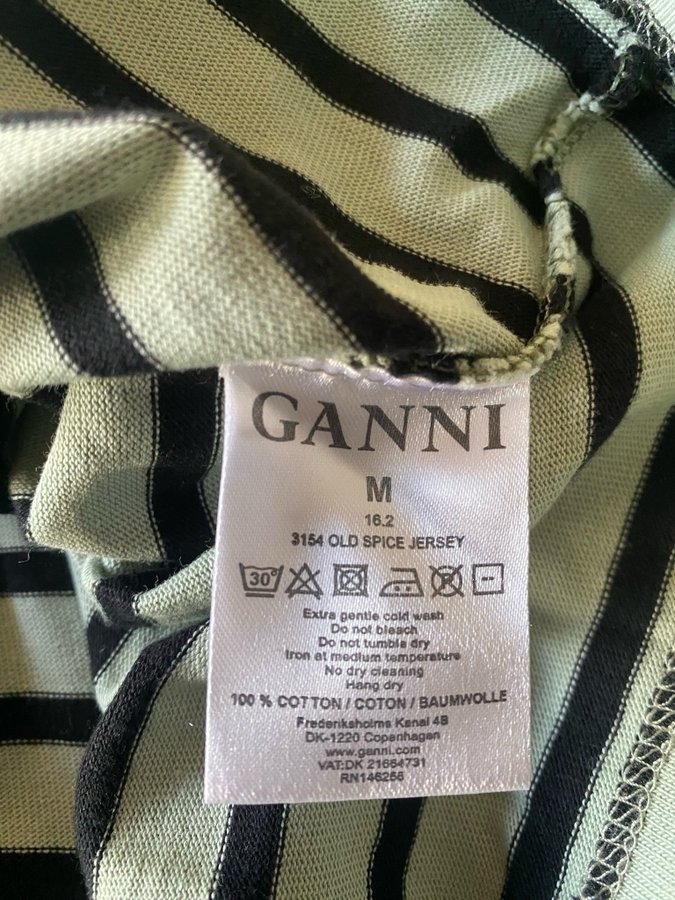 GANNI
M
16.2
3154 OLD SPICE JERSEY
30°
Extra gentle cold wash
Do not bleach
Do not tumble dry
Iron at medium temperature
No dry cleaning
Hang dry
100 % COTTON / COTON / BAUMWOLLE
Frederiksholms Kanal 4B
DK-1220 Copenhagen
www.ganni.com
VAT:DK 21664731
RN146256